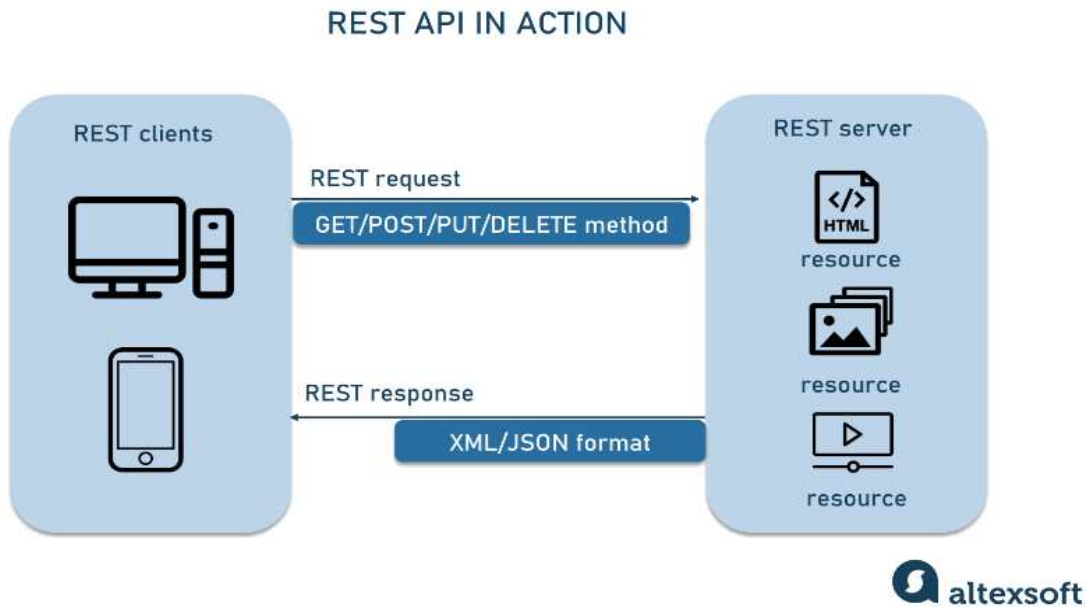 REST API IN ACTION
REST clients
REST request
GET/POST/PUT/DELETE method
REST response
XML/JSON format
REST server
</>
HTML
resource
resource
resource
altexsoft